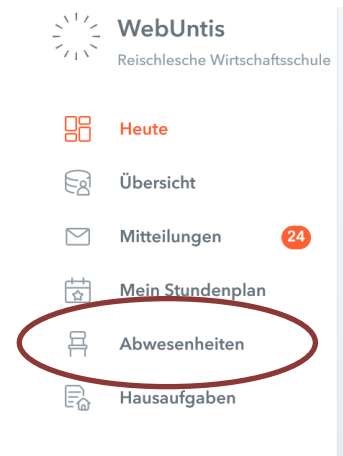 WebUntis
Reischlesche Wirtschaftsschule
Heute
Übersicht
Mitteilungen 24
Mein Stundenplan
Abwesenheiten
Hausaufgaben